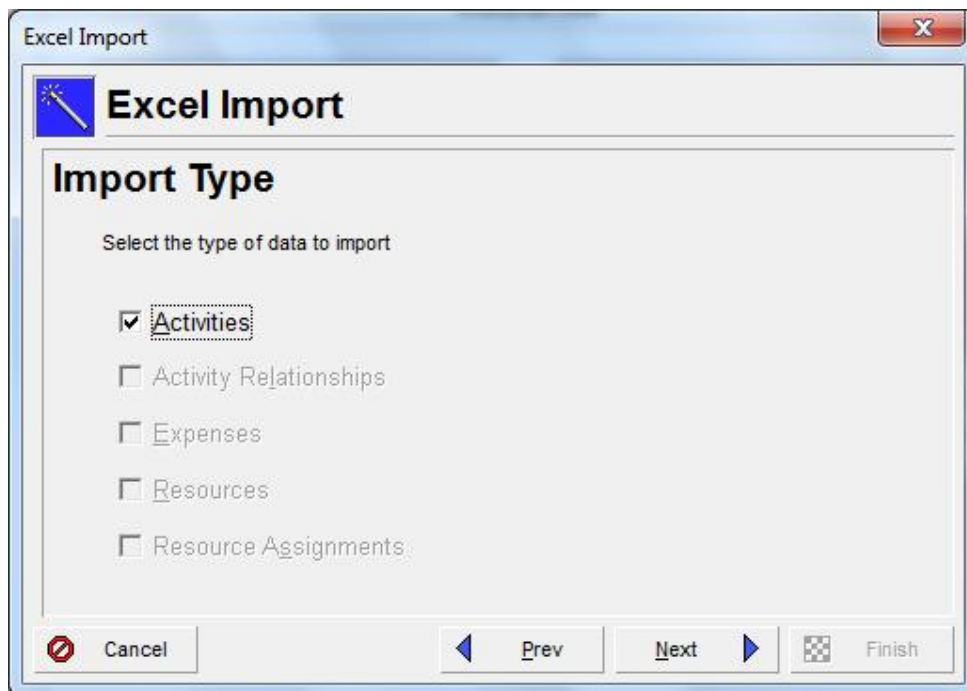 Excel Import
Excel Import
Import Type
Select the type of data to import
Activities
Activity Relationships
Expenses
Resources
Resource Assignments
Cancel Prev Next Finish